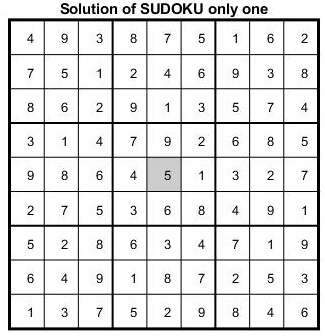 Solution of SUDOKU only one
4 9 3 8 7 5 1 6 2
7 5 1 2 4 6 9 3 8
8 6 2 9 1 3 5 7 4
3 1 4 7 9 2 6 8 5
9 8 6 4 5 1 3 2 7
2 7 5 3 6 8 4 9 1
5 2 8 6 3 4 7 1 9
6 4 9 1 8 7 2 5 3
1 3 7 5 2 9 8 4 6